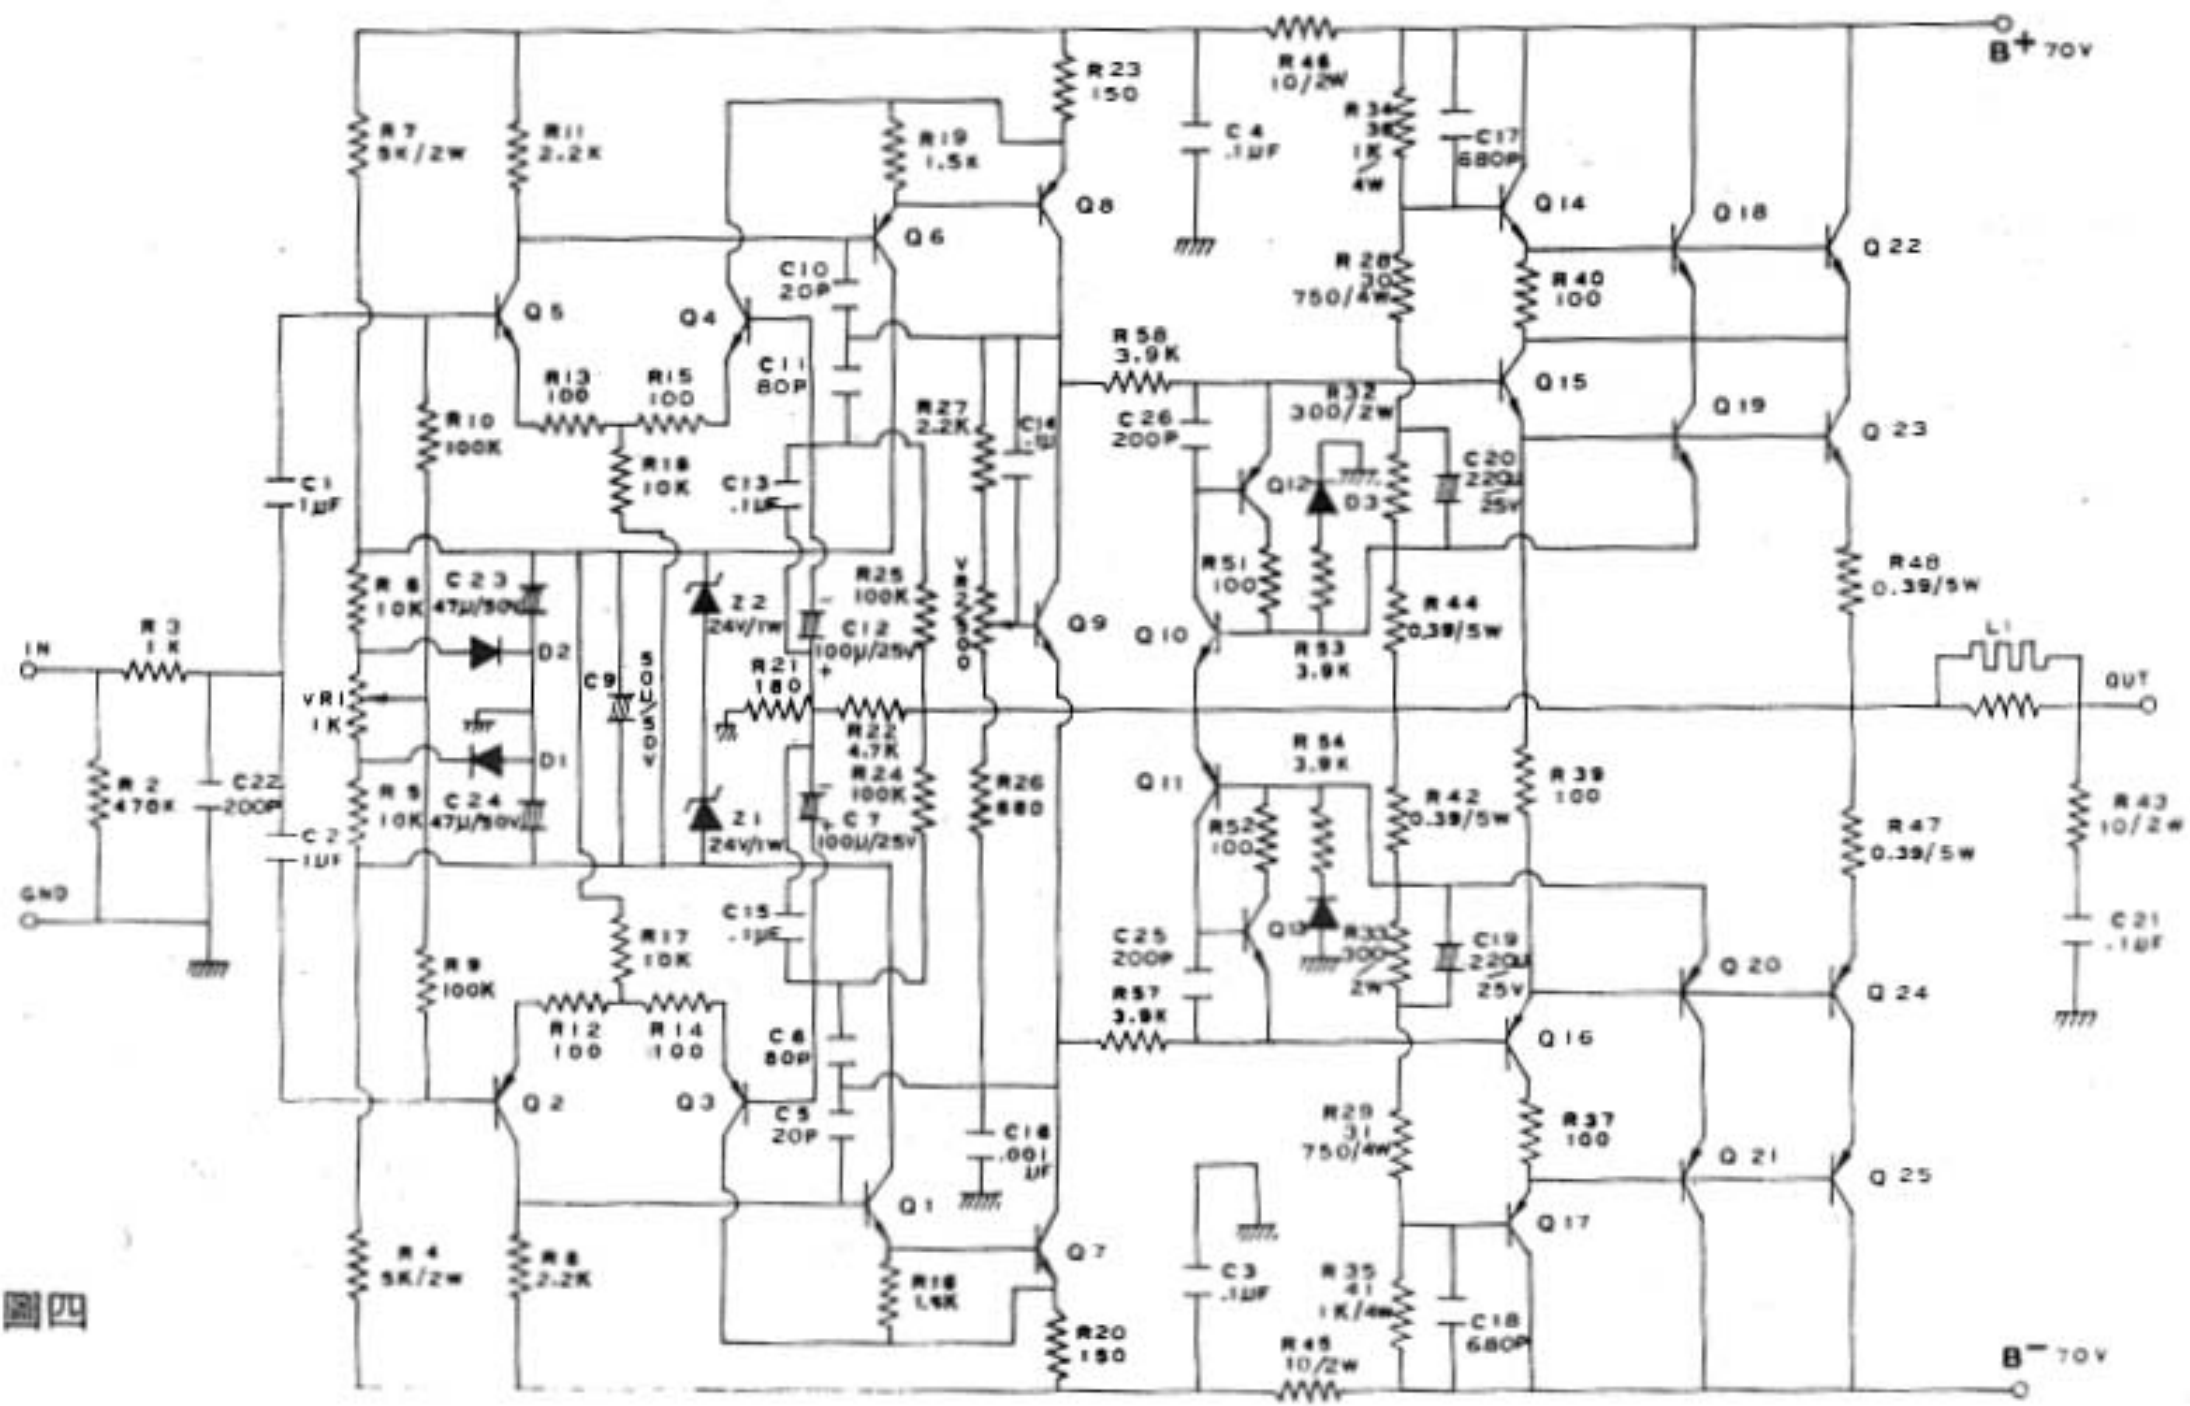 B+ 70V
R23
150
R46
10/2W
R7
5K/2W
R11
2.2K
R19
1.5K
C4
.1µF
R34
36
1K
/
4W
C17
680P
Q8
Q14
Q18
Q6
Q22
C10
20P
R28
30
750/4W
R40
100
Q5
Q4
R58
3.9K
R13
100
R15
100
C11
80P
Q15
R32
300/2W
R10
100K
R27
2.2K
C14
.1µ
C26
200P
Q19
Q23
R18
10K
C1
1µF
C13
.1µF
Q12
D3
C20
220µ
25V
R51
100
R6
10K
C23
47µ/50V
Z2
24V/1W
R25
100K
VR2
500
R48
0.39/5W
R44
0.39/5W
IN
R3
1K
D2
C12
100µ/25V
+
Q9
Q10
R53
3.9K
L1
C9
50µ/50V
R21
180
VR1
1K
OUT
R22
4.7K
R54
3.9K
D1
Q11
R39
100
R2
470K
C22
200P
R5
10K
C24
47µ/50V
Z1
24V/1W
R24
100K
C7
100µ/25V
+
R26
680
R52
100
R42
0.39/5W
R43
10/2W
C2
1µF
R47
0.39/5W
GND
C15
.1µF
R17
10K
C25
200P
Q13
R33
300
/
2W
C19
220µ
25V
C21
.1µF
R9
100K
Q20
Q24
R57
3.9K
R12
100
R14
100
C6
80P
Q16
Q2
Q3
C5
20P
C16
.001
µF
R29
31
750/4W
R37
100
Q21
Q25
Q1
Q17
R4
5K/2W
R8
2.2K
Q7
C3
.1µF
R35
41
1K/4W
R16
C18
680P
R20
150
R45
10/2W
B− 70V
圖四